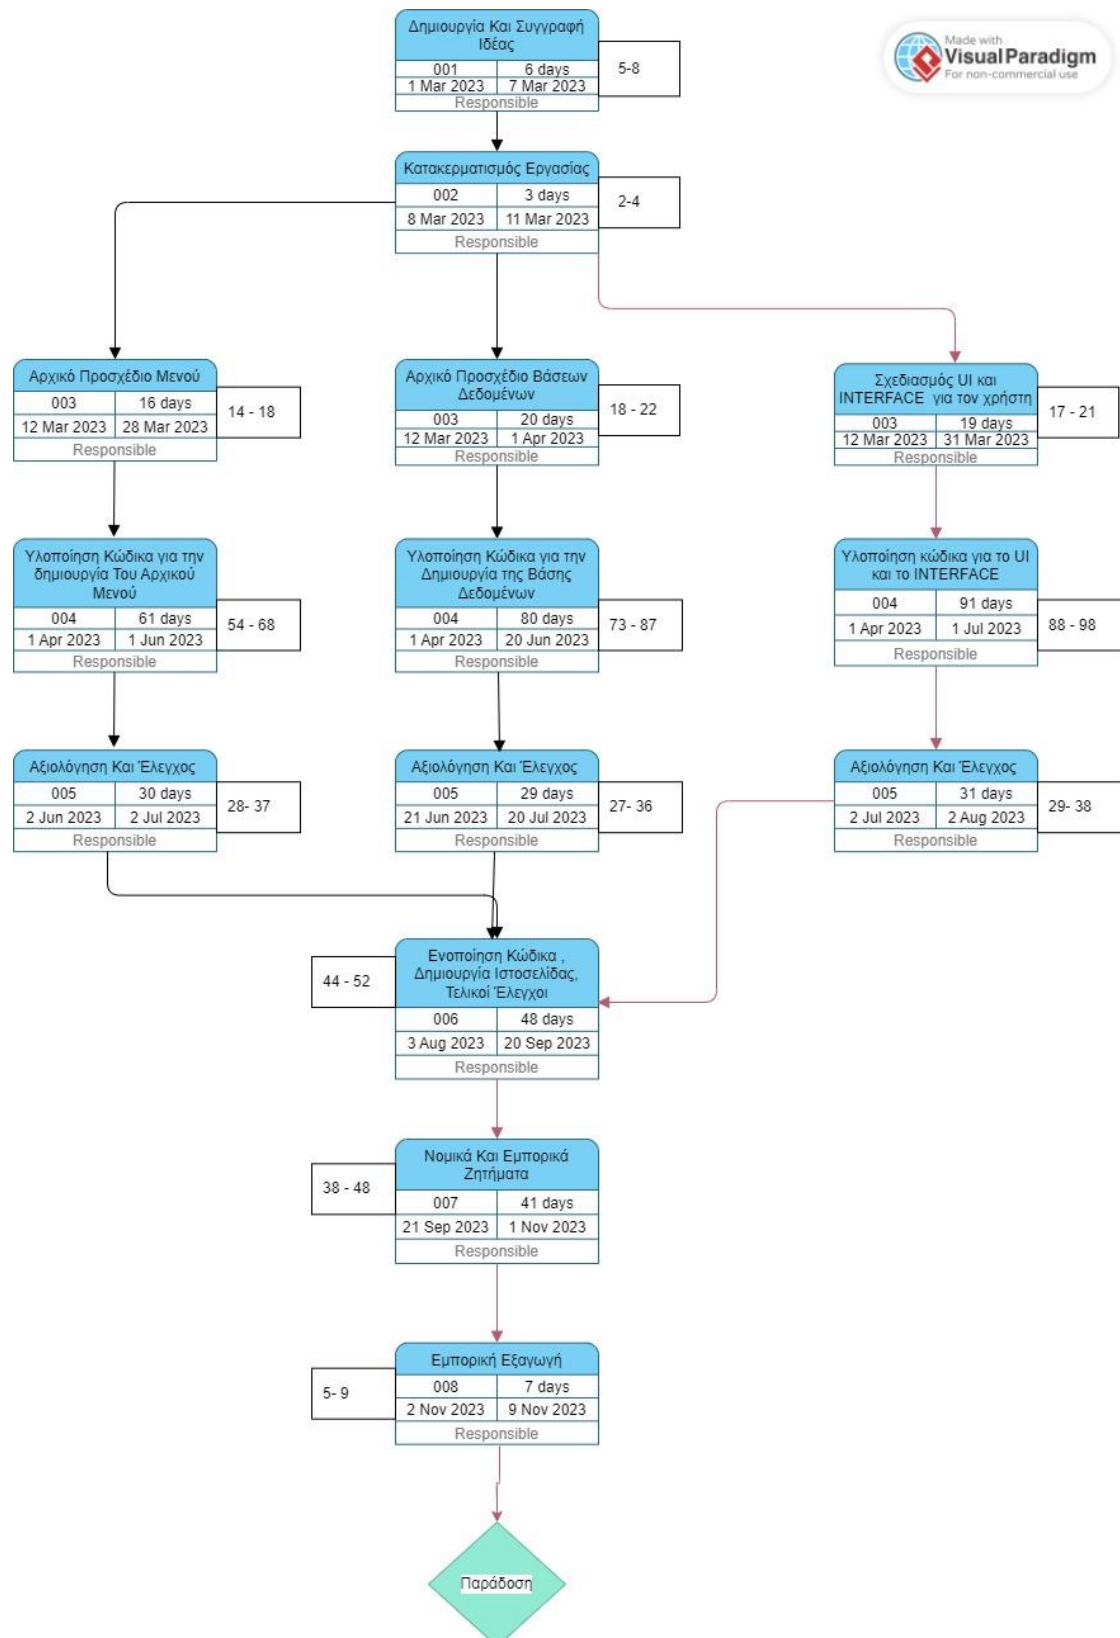 Made with
VisualParadigm
For non-commercial use
Δημιουργία Και Συγγραφή
Ιδέας
001 6 days
1 Mar 2023 7 Mar 2023
Responsible
5-8
Κατακερματισμός Εργασίας
002 3 days
8 Mar 2023 11 Mar 2023
Responsible
2-4
Αρχικό Προσχέδιο Μενού
003 16 days
12 Mar 2023 28 Mar 2023
Responsible
14 - 18
Αρχικό Προσχέδιο Βάσεων
Δεδομένων
003 20 days
12 Mar 2023 1 Apr 2023
Responsible
18 - 22
Σχεδιασμός UI και
INTERFACE για τον χρήστη
003 19 days
12 Mar 2023 31 Mar 2023
Responsible
17 - 21
Υλοποίηση Κώδικα για την
δημιουργία Του Αρχικού
Μενού
004 61 days
1 Apr 2023 1 Jun 2023
Responsible
54 - 68
Υλοποίηση Κώδικα για την
Δημιουργία της Βάσης
Δεδομένων
004 80 days
1 Apr 2023 20 Jun 2023
Responsible
73 - 87
Υλοποίηση κώδικα για το UI
και το INTERFACE
004 91 days
1 Apr 2023 1 Jul 2023
Responsible
88 - 98
Αξιολόγηση Και Έλεγχος
005 30 days
2 Jun 2023 2 Jul 2023
Responsible
28- 37
Αξιολόγηση Και Έλεγχος
005 29 days
21 Jun 2023 20 Jul 2023
Responsible
27- 36
Αξιολόγηση Και Έλεγχος
005 31 days
2 Jul 2023 2 Aug 2023
Responsible
29- 38
44 - 52
Ενοποίηση Κώδικα ,
Δημιουργία Ιστοσελίδας,
Τελικοί Έλεγχοι
006 48 days
3 Aug 2023 20 Sep 2023
Responsible
38 - 48
Νομικά Και Εμπορικά
Ζητήματα
007 41 days
21 Sep 2023 1 Nov 2023
Responsible
5- 9
Εμπορική Εξαγωγή
008 7 days
2 Nov 2023 9 Nov 2023
Responsible
Παράδοση